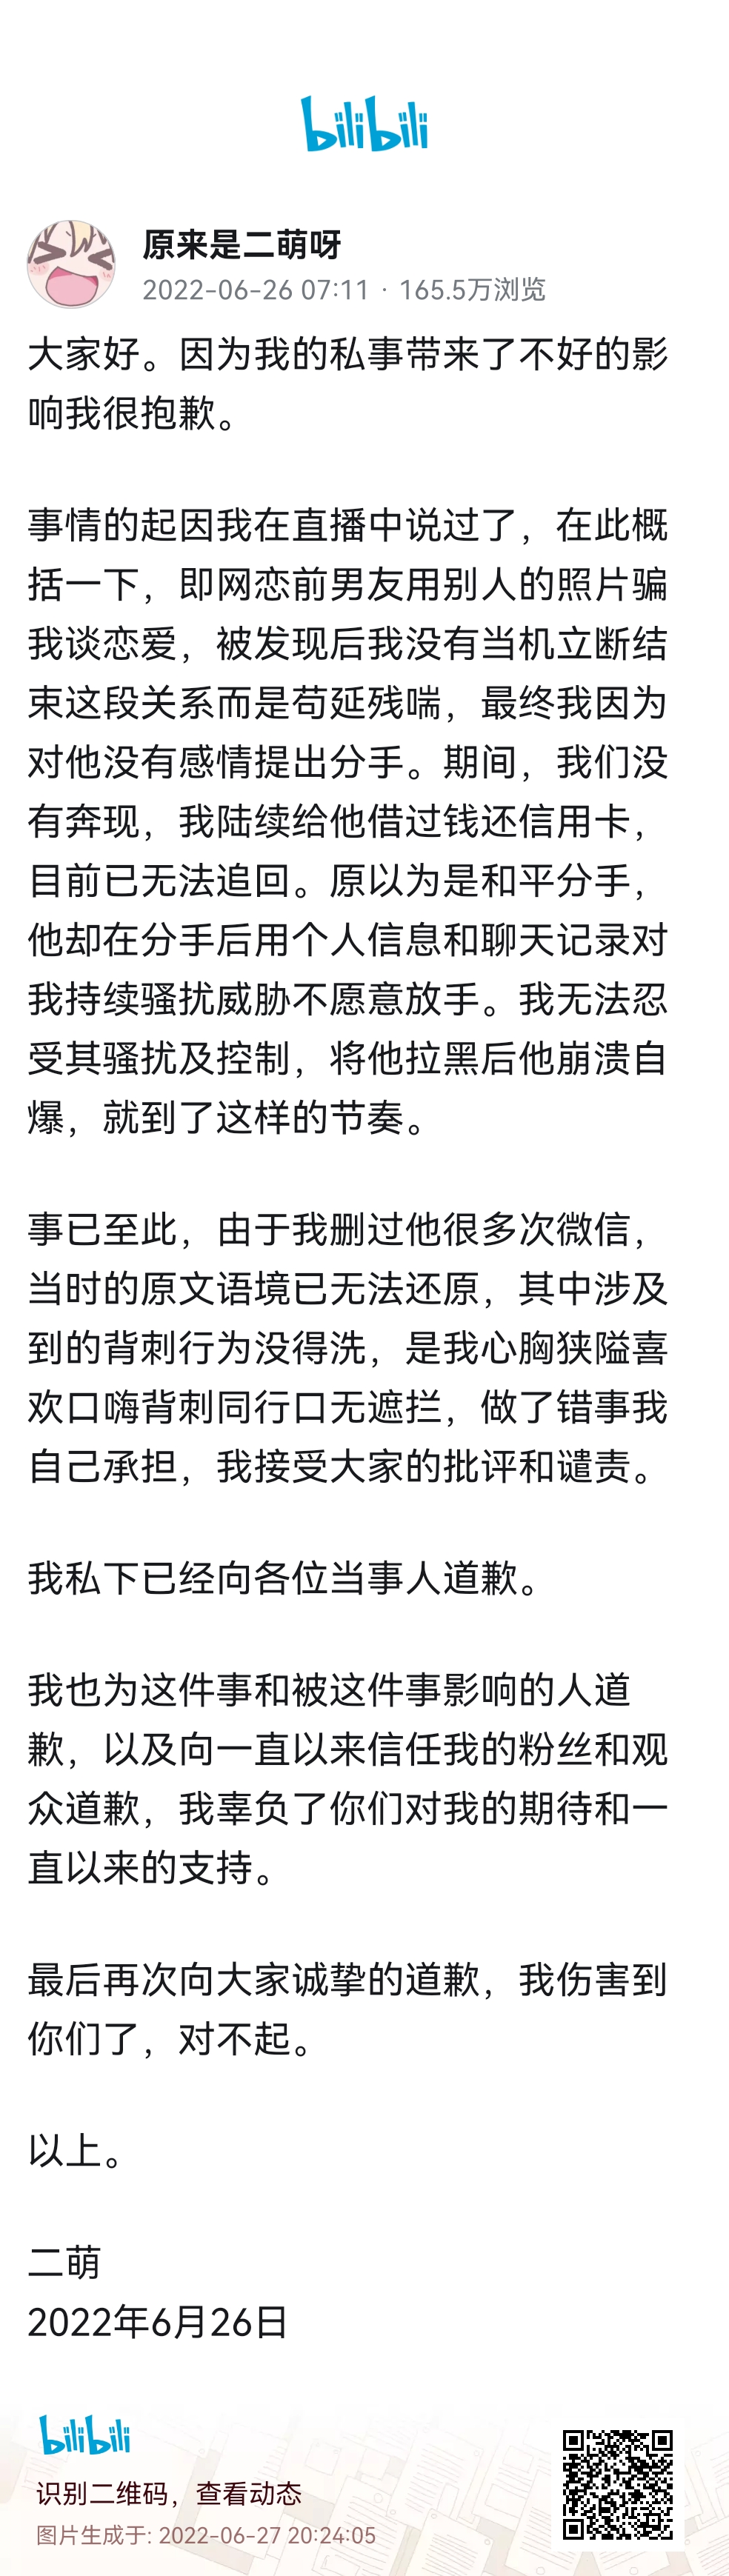 bilibili
原来是二萌呀
2022-06-26 07:11 · 165.5万浏览
大家好。因为我的私事带来了不好的影
响我很抱歉。
事情的起因我在直播中说过了，在此概
括一下，即网恋前男友用别人的照片骗
我谈恋爱，被发现后我没有当机立断结
束这段关系而是苟延残喘，最终我因为
对他没有感情提出分手。期间，我们没
有奔现，我陆续给他借过钱还信用卡，
目前已无法追回。原以为是和平分手，
他却在分手后用个人信息和聊天记录对
我持续骚扰威胁不愿意放手。我无法忍
受其骚扰及控制，将他拉黑后他崩溃自
爆，就到了这样的节奏。
事已至此，由于我删过他很多次微信，
当时的原文语境已无法还原，其中涉及
到的背刺行为没得洗，是我心胸狭隘喜
欢口嗨背刺同行口无遮拦，做了错事我
自己承担，我接受大家的批评和谴责。
我私下已经向各位当事人道歉。
我也为这件事和被这件事影响的人道
歉，以及向一直以来信任我的粉丝和观
众道歉，我辜负了你们对我的期待和一
直以来的支持。
最后再次向大家诚挚的道歉，我伤害到
你们了，对不起。
以上。
二萌
2022年6月26日
bilibili
识别二维码，查看动态
图片生成于: 2022-06-27 20:24:05